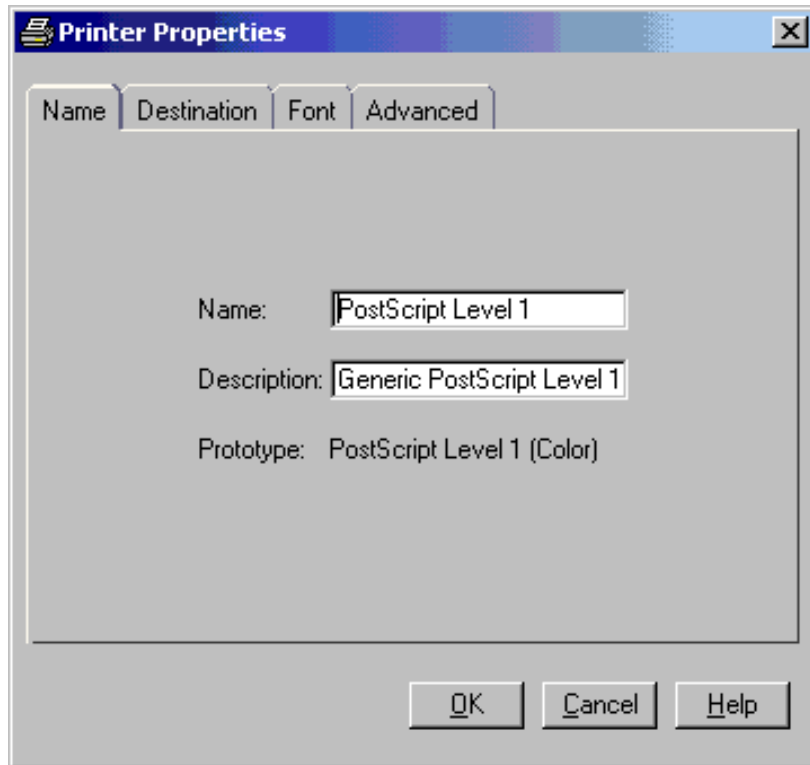 Printer Properties
Name Destination Font Advanced
Name: PostScript Level 1
Description: Generic PostScript Level 1
Prototype: PostScript Level 1 (Color)
OK Cancel Help